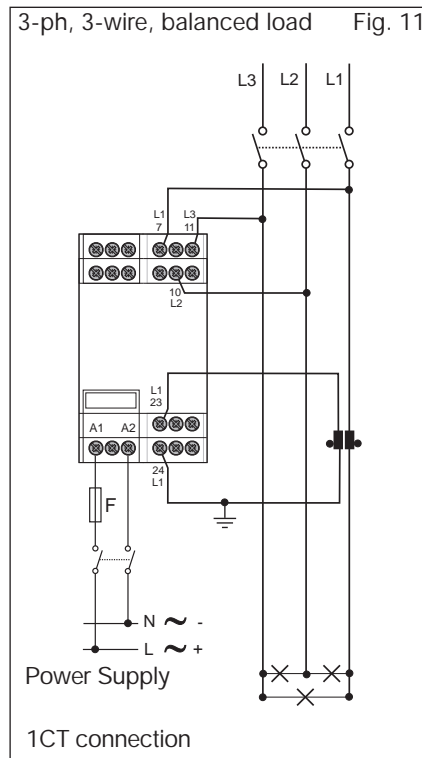 3-ph, 3-wire, balanced load Fig. 11
L3 L2 L1
L1 L3
7 11
10
L2
L1
23
A1 A2
24
L1
F
N ~ -
L ~ +
Power Supply
1CT connection